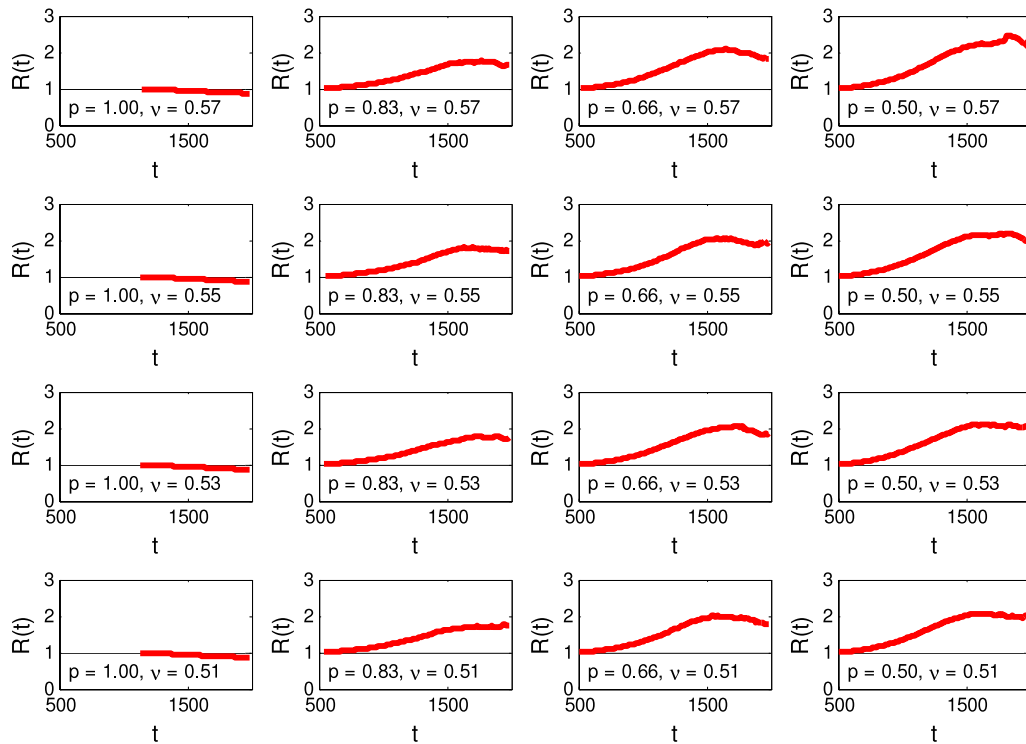 3
2
1
0
R(t)
p = 1.00, ν = 0.57
500 1500
t
3
2
1
0
R(t)
p = 0.83, ν = 0.57
500 1500
t
3
2
1
0
R(t)
p = 0.66, ν = 0.57
500 1500
t
3
2
1
0
R(t)
p = 0.50, ν = 0.57
500 1500
t
3
2
1
0
R(t)
p = 1.00, ν = 0.55
500 1500
t
3
2
1
0
R(t)
p = 0.83, ν = 0.55
500 1500
t
3
2
1
0
R(t)
p = 0.66, ν = 0.55
500 1500
t
3
2
1
0
R(t)
p = 0.50, ν = 0.55
500 1500
t
3
2
1
0
R(t)
p = 1.00, ν = 0.53
500 1500
t
3
2
1
0
R(t)
p = 0.83, ν = 0.53
500 1500
t
3
2
1
0
R(t)
p = 0.66, ν = 0.53
500 1500
t
3
2
1
0
R(t)
p = 0.50, ν = 0.53
500 1500
t
3
2
1
0
R(t)
p = 1.00, ν = 0.51
500 1500
t
3
2
1
0
R(t)
p = 0.83, ν = 0.51
500 1500
t
3
2
1
0
R(t)
p = 0.66, ν = 0.51
500 1500
t
3
2
1
0
R(t)
p = 0.50, ν = 0.51
500 1500
t